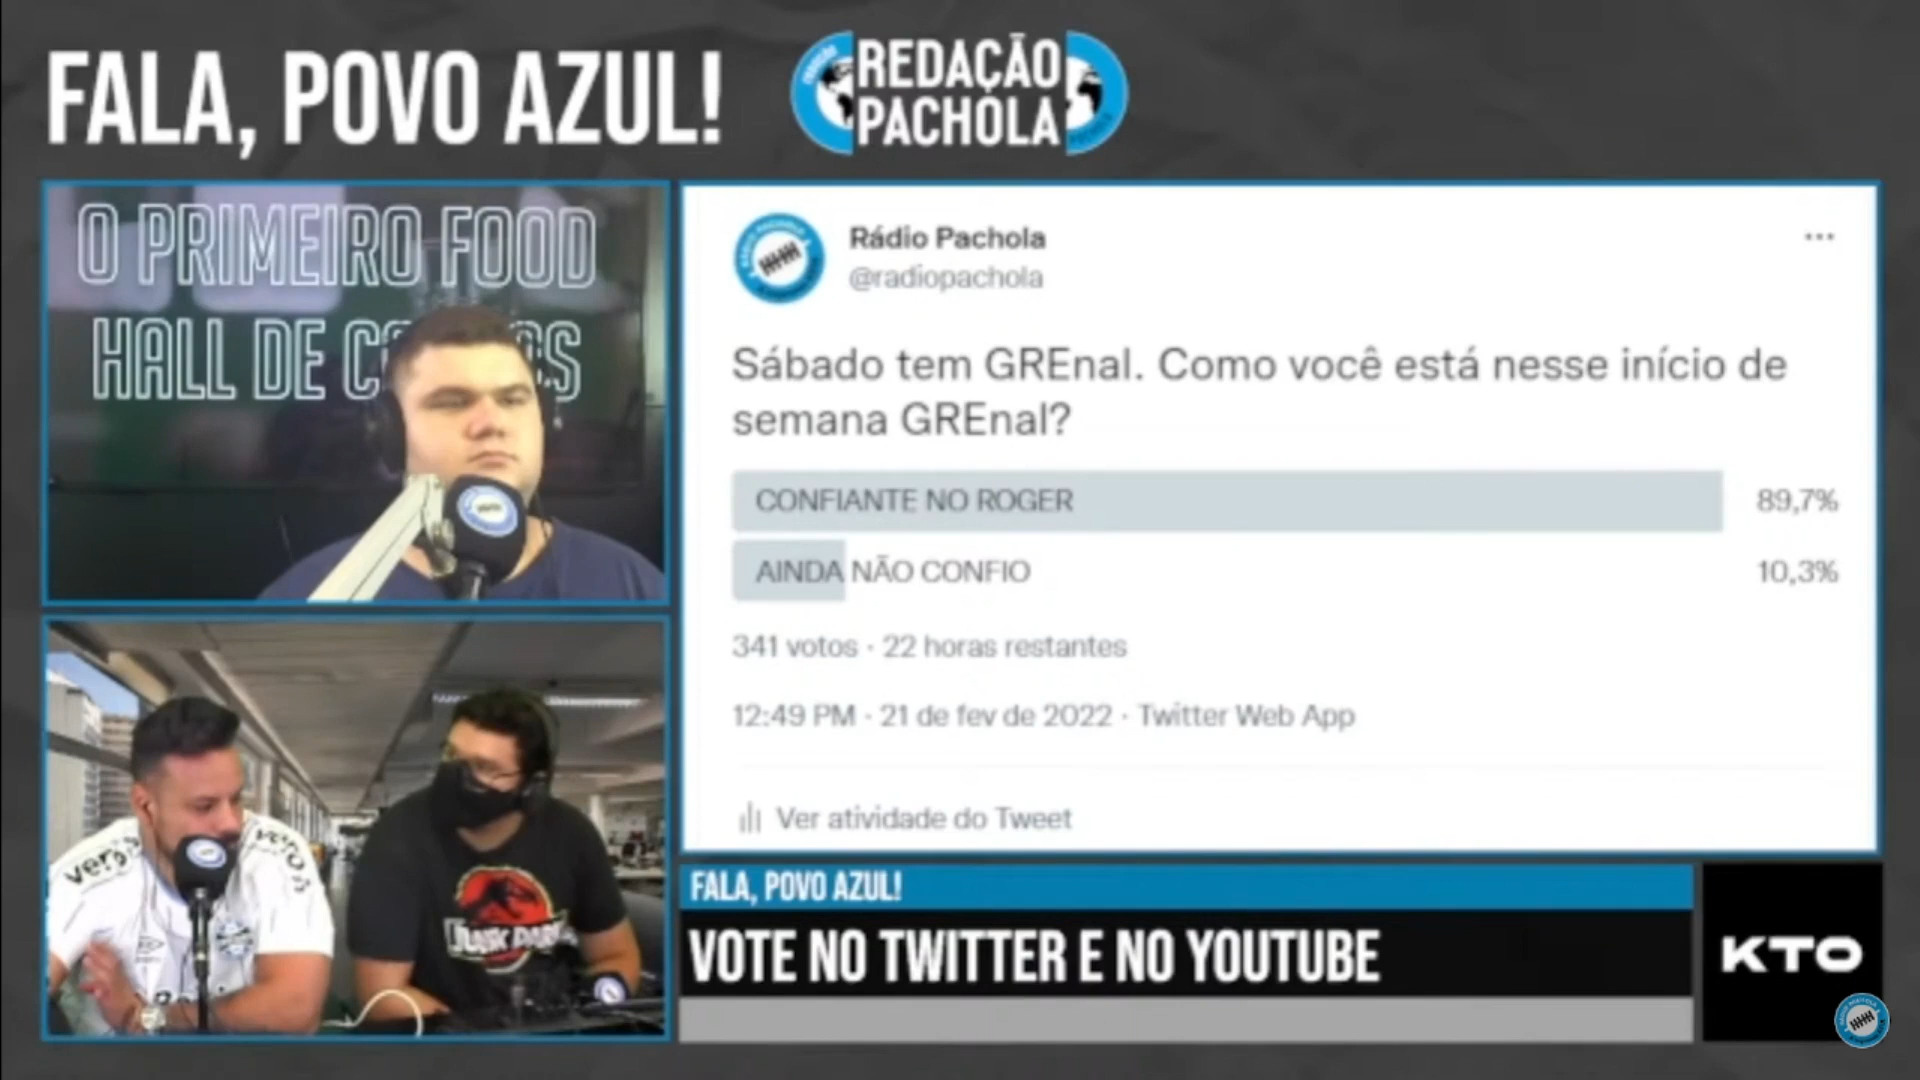 FALA, POVO AZUL!
REDAÇÃO
PACHOLA
O PRIMEIRO FOOD
HALL DE
Rádio Pachola
@radiopachola
...
Sábado tem GREnal. Como você está nesse início de
semana GREnal?
CONFIANTE NO ROGER 89,7%
AINDA NÃO CONFIO 10,3%
341 votos · 22 horas restantes
12:49 PM · 21 de fev de 2022 · Twitter Web App
Ver atividade do Tweet
FALA, POVO AZUL!
VOTE NO TWITTER E NO YOUTUBE
KTO